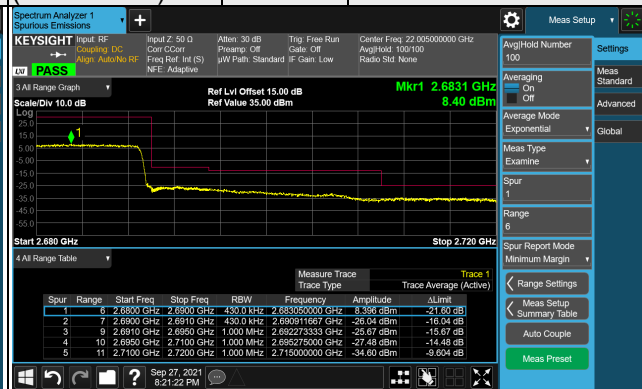 Spectrum Analyzer 1
Spurious Emissions
Meas Setup
KEYSIGHT
Input: RF
Coupling: DC
Align: Auto/No RF
Input Z: 50 Ω
Corr CCorr
Freq Ref: Int (S)
NFE: Adaptive
Atten: 30 dB
Preamp: Off
µW Path: Standard
Trig: Free Run
Gate: Off
IF Gain: Low
Center Freq: 22.00500000 GHz
Avg|Hold: 100/100
Radio Std: None
LXI PASS
3 All Range Graph
Scale/Div 10.0 dB
Ref Lvl Offset 15.00 dB
Ref Value 35.00 dBm
Mkr1 2.6831 GHz
8.40 dBm
Log
25.0
15.0
5.00
-5.00
-15.0
-25.0
-35.0
-45.0
-55.0
1
Start 2.680 GHz
Stop 2.720 GHz
4 All Range Table
Measure Trace Trace 1
Trace Type Trace Average (Active)
Spur Range Start Freq Stop Freq RBW Frequency Amplitude ΔLimit
1 6 2.6800 GHz 2.6900 GHz 430.0 kHz 2.683050000 GHz 8.396 dBm -21.60 dB
2 7 2.6900 GHz 2.6910 GHz 430.0 kHz 2.690911667 GHz -26.04 dBm -16.04 dB
3 9 2.6910 GHz 2.6950 GHz 1.000 MHz 2.692273333 GHz -25.67 dBm -15.67 dB
4 10 2.6950 GHz 2.7100 GHz 1.000 MHz 2.695275000 GHz -27.48 dBm -14.48 dB
5 11 2.7100 GHz 2.7200 GHz 1.000 MHz 2.715000000 GHz -34.60 dBm -9.604 dB
Avg|Hold Number
100
Averaging
On
Off
Average Mode
Exponential
Meas Type
Examine
Spur
1
Range
6
Spur Report Mode
Minimum Margin
Range Settings
Meas Setup
Summary Table
Auto Couple
Meas Preset
Settings
Meas
Standard
Advanced
Global
Sep 27, 2021
8:21:22 PM